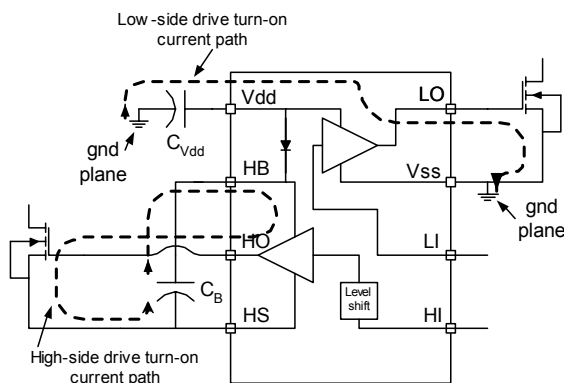 Low-side drive turn-on
current path
Vdd
LO
C_Vdd
gnd
plane
HB
Vss
gnd
plane
HO
LI
Level
shift
C_B
HS
HI
High-side drive turn-on
current path